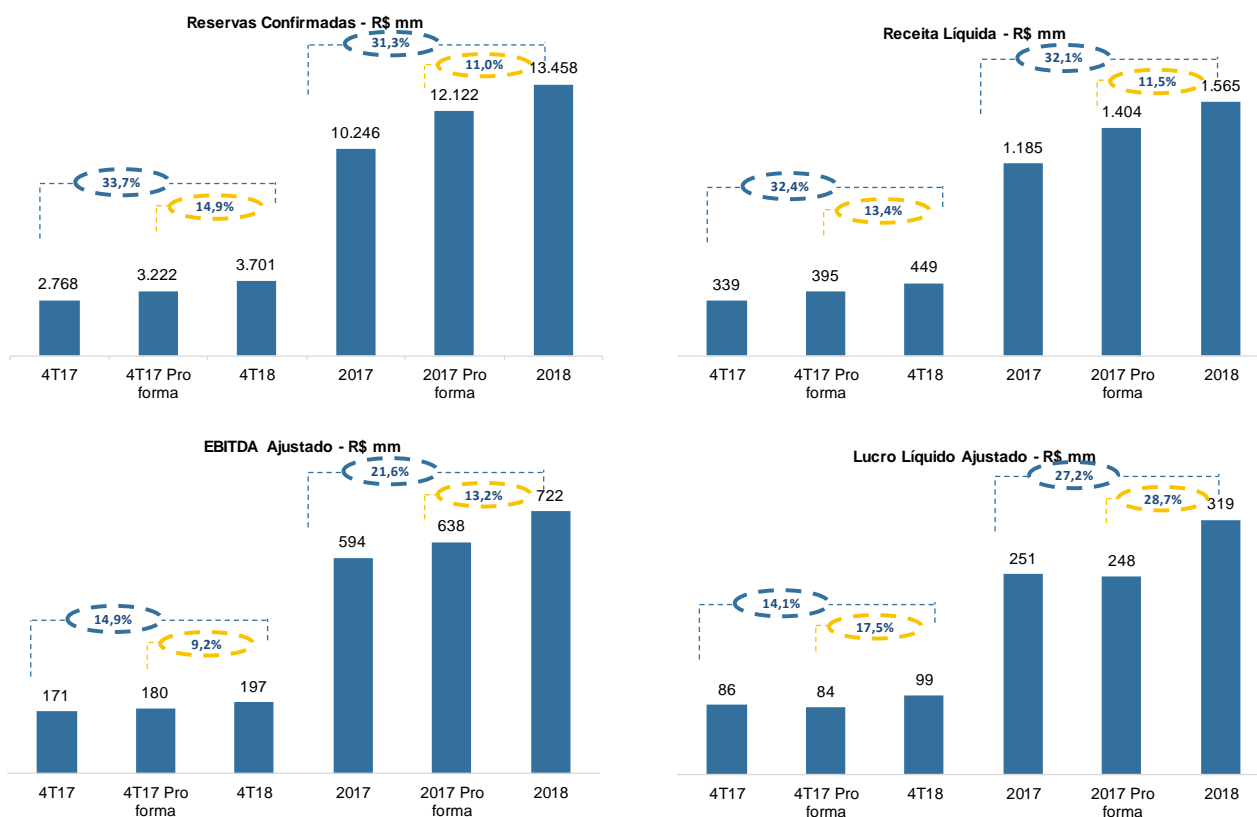 Reservas Confirmadas - R$ mm
31,3%
11,0%
13.458
12.122
10.246
33,7%
14,9%
3.701
3.222
2.768
4T17
4T17 Pro
forma
4T18
2017
2017 Pro
forma
2018
Receita Líquida - R$ mm
32,1%
11,5%
1.565
1.404
1.185
32,4%
13,4%
449
395
339
4T17
4T17 Pro
forma
4T18
2017
2017 Pro
forma
2018
EBITDA Ajustado - R$ mm
21,6%
13,2%
722
638
594
14,9%
9,2%
197
180
171
4T17
4T17 Pro
forma
4T18
2017
2017 Pro
forma
2018
Lucro Líquido Ajustado - R$ mm
27,2%
28,7%
319
248
251
14,1%
17,5%
99
84
86
4T17
4T17 Pro
forma
4T18
2017
2017 Pro
forma
2018